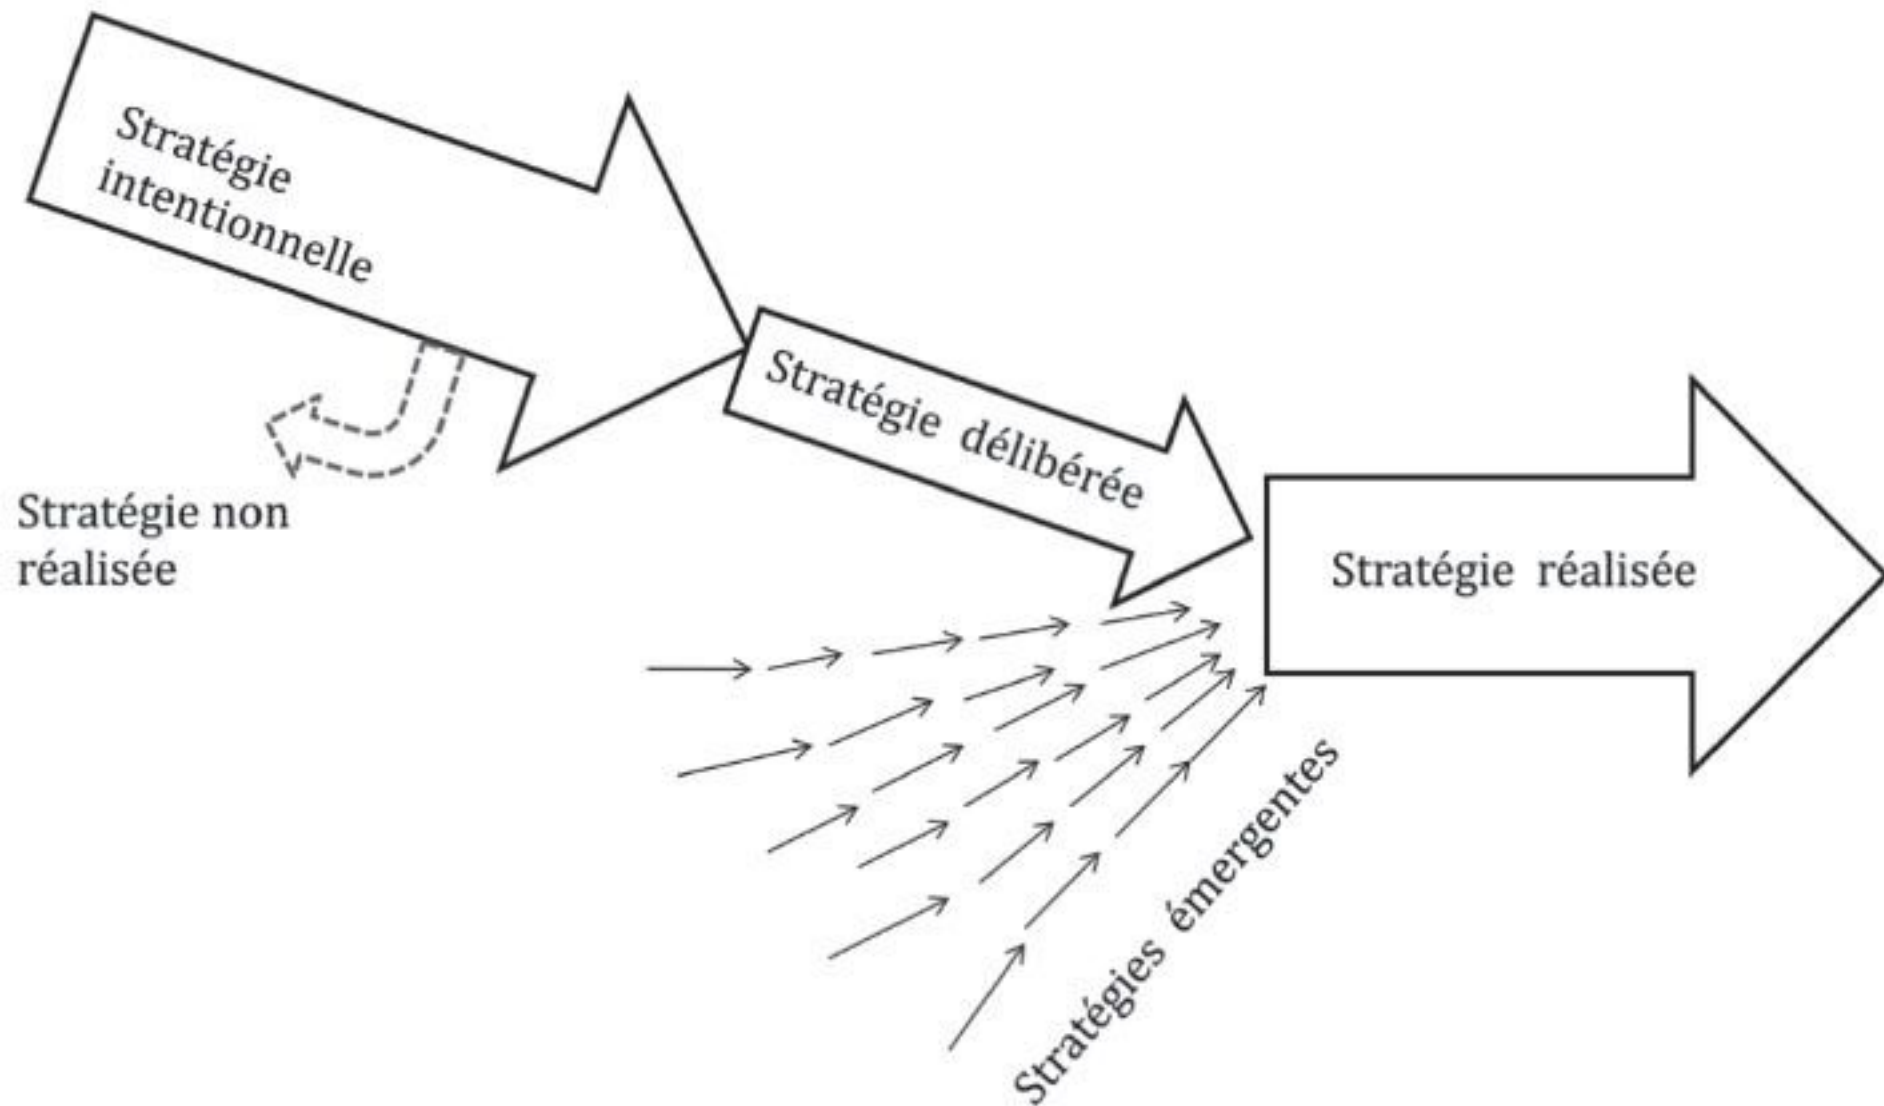 Stratégie
intentionnelle
Stratégie non
réalisée
Stratégie délibérée
Stratégie réalisée
Stratégies émergentes